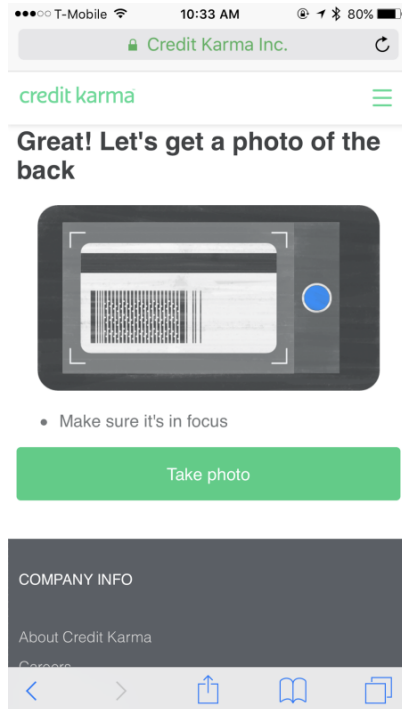 T-Mobile 10:33 AM 80%
Credit Karma Inc.
credit karma
Great! Let's get a photo of the
back
Make sure it's in focus
Take photo
COMPANY INFO
About Credit Karma
Careers